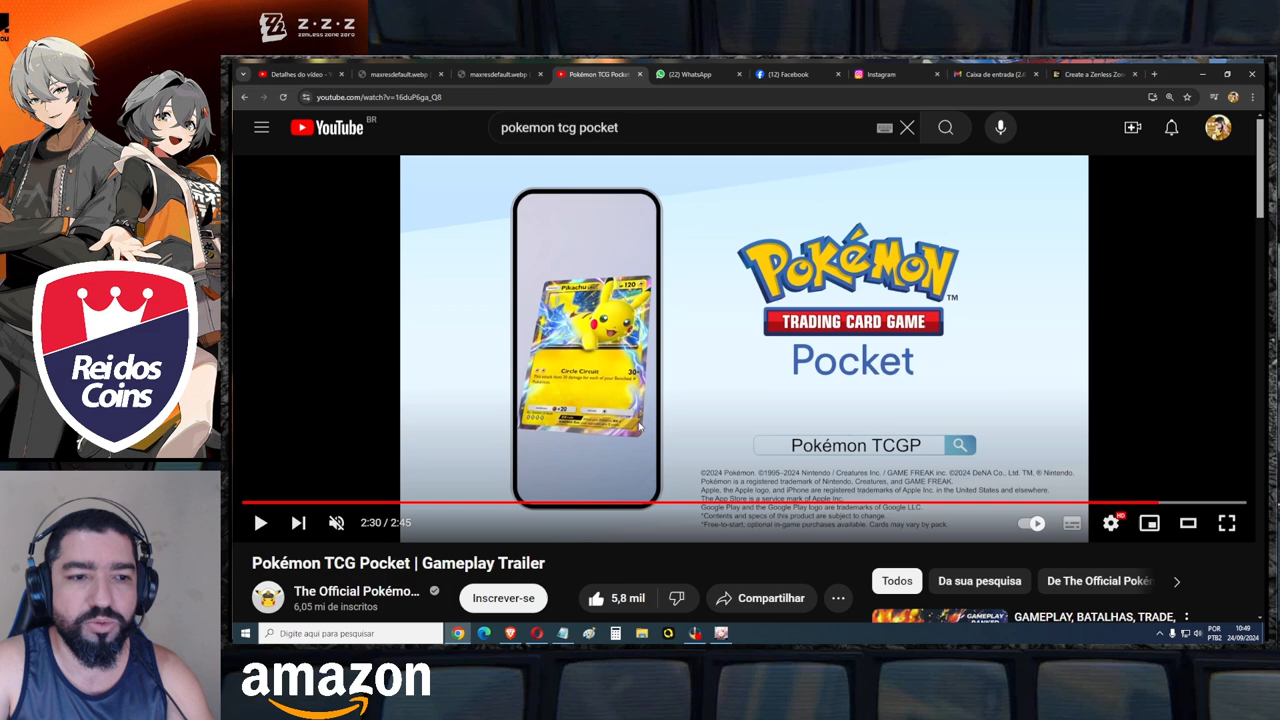 Z•Z•Z
ZENLESS ZONE ZERO
Rei dos
Coins
Detalhes do vídeo -
maxresdefault.webp
maxresdefault.webp
Pokémon TCG Pocket
(22) WhatsApp
(12) Facebook
Instagram
Caixa de entrada (2.6
Create a Zenless Zon
youtube.com/watch?v=16duP6ga_Q8
YouTube BR
pokemon tcg pocket
Pikachu
120
Circle Circuit
30
POKÉMON TM
TRADING CARD GAME
Pocket
Pokémon TCGP
©2024 Pokémon. ©1995–2024 Nintendo / Creatures Inc. / GAME FREAK inc. ©2024 DeNA Co., Ltd. TM, ® Nintendo.
Pokémon is a registered trademark of Nintendo, Creatures, and GAME FREAK.
Apple, the Apple logo, and iPhone are registered trademarks of Apple Inc. in the United States and elsewhere.
The App Store is a service mark of Apple Inc.
Google Play and the Google Play logo are trademarks of Google LLC.
*Contents and specs of this product are subject to change.
*Free-to-start, optional in-game purchases available. Cards may vary by pack.
2:30 / 2:45
HD
Pokémon TCG Pocket | Gameplay Trailer
The Official Pokémo...
6,05 mi de inscritos
Inscrever-se
5,8 mil
Compartilhar
Todos
Da sua pesquisa
De The Official Pokén
GAMEPLAY, BATALHAS, TRADE,
Digite aqui para pesquisar
POR
PTB2
10:49
24/09/2024
amazon